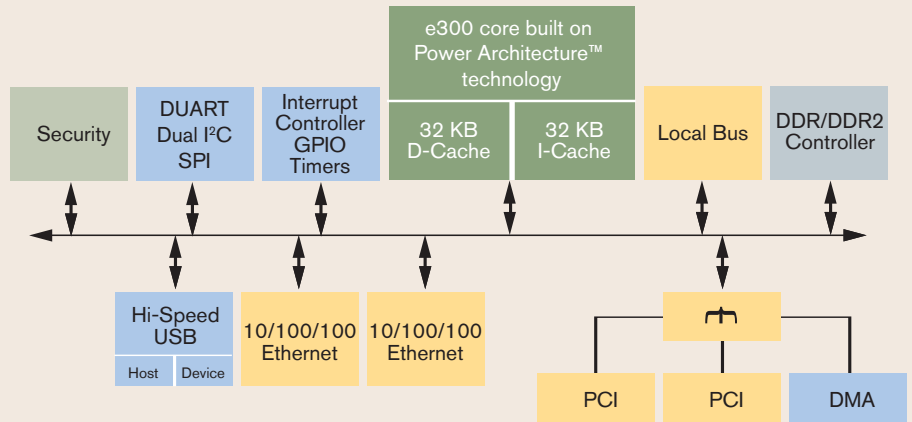 e300 core built on
Power Architecture™
technology
Security
DUART
Dual I²C
SPI
Interrupt
Controller
GPIO
Timers
32 KB
D-Cache
32 KB
I-Cache
Local Bus
DDR/DDR2
Controller
Hi-Speed
USB
Host
Device
10/100/100
Ethernet
10/100/100
Ethernet
PCI
PCI
DMA